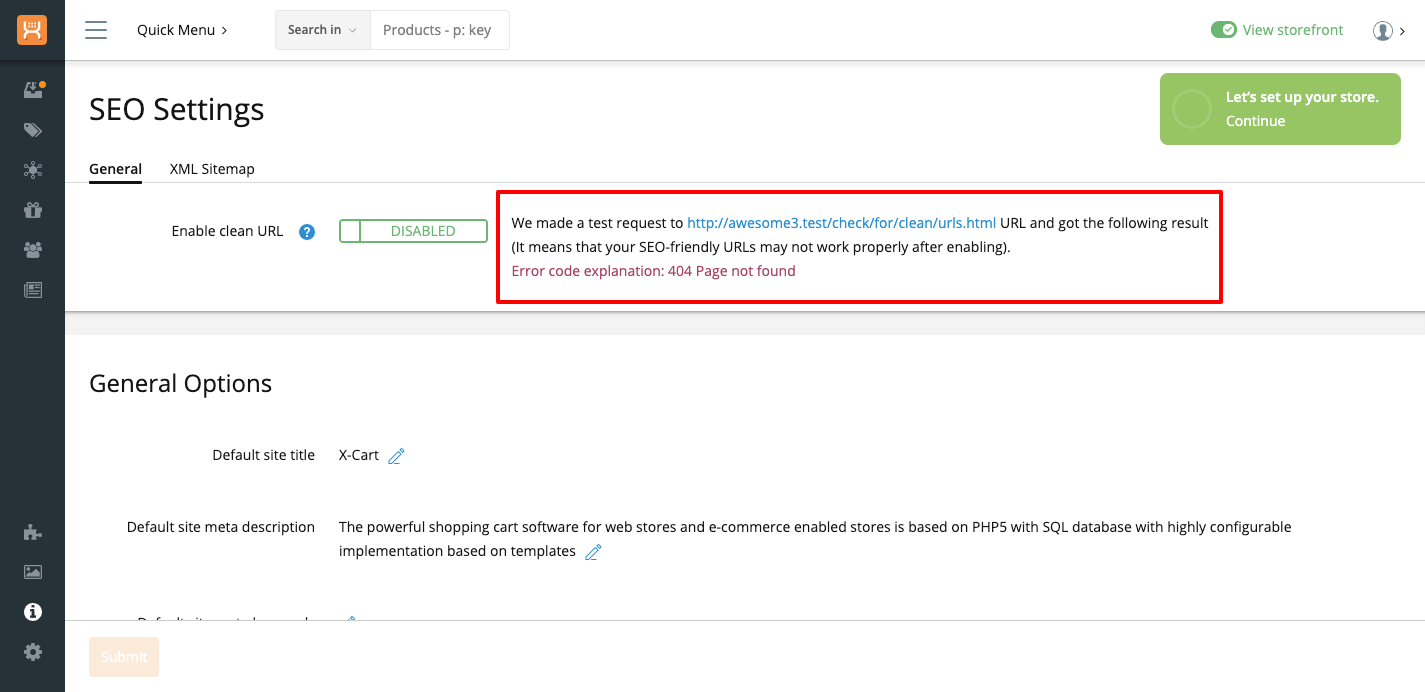 Quick Menu
Search in
Products - p: key
View storefront
SEO Settings
Let's set up your store.
Continue
General
XML Sitemap
Enable clean URL
?
DISABLED
We made a test request to http://awesome3.test/check/for/clean/urls.html URL and got the following result
(It means that your SEO-friendly URLs may not work properly after enabling).
Error code explanation: 404 Page not found
General Options
Default site title
X-Cart
Default site meta description
The powerful shopping cart software for web stores and e-commerce enabled stores is based on PHP5 with SQL database with highly configurable
implementation based on templates
Submit